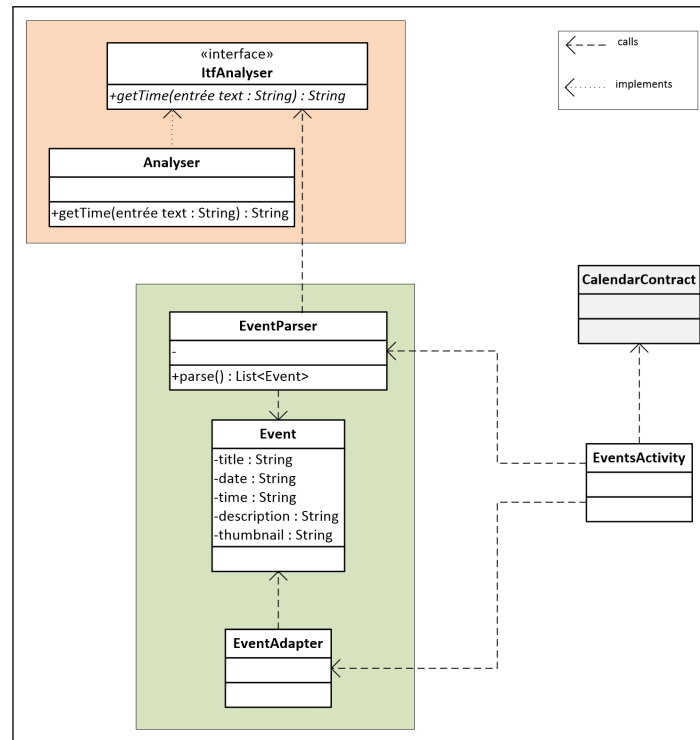 «interface»
ItfAnalyser
+getTime(entrée text : String) : String
Analyser
+getTime(entrée text : String) : String
calls
implements
CalendarContract
EventParser
-
+parse() : List<Event>
Event
-title : String
-date : String
-time : String
-description : String
-thumbnail : String
EventsActivity
EventAdapter